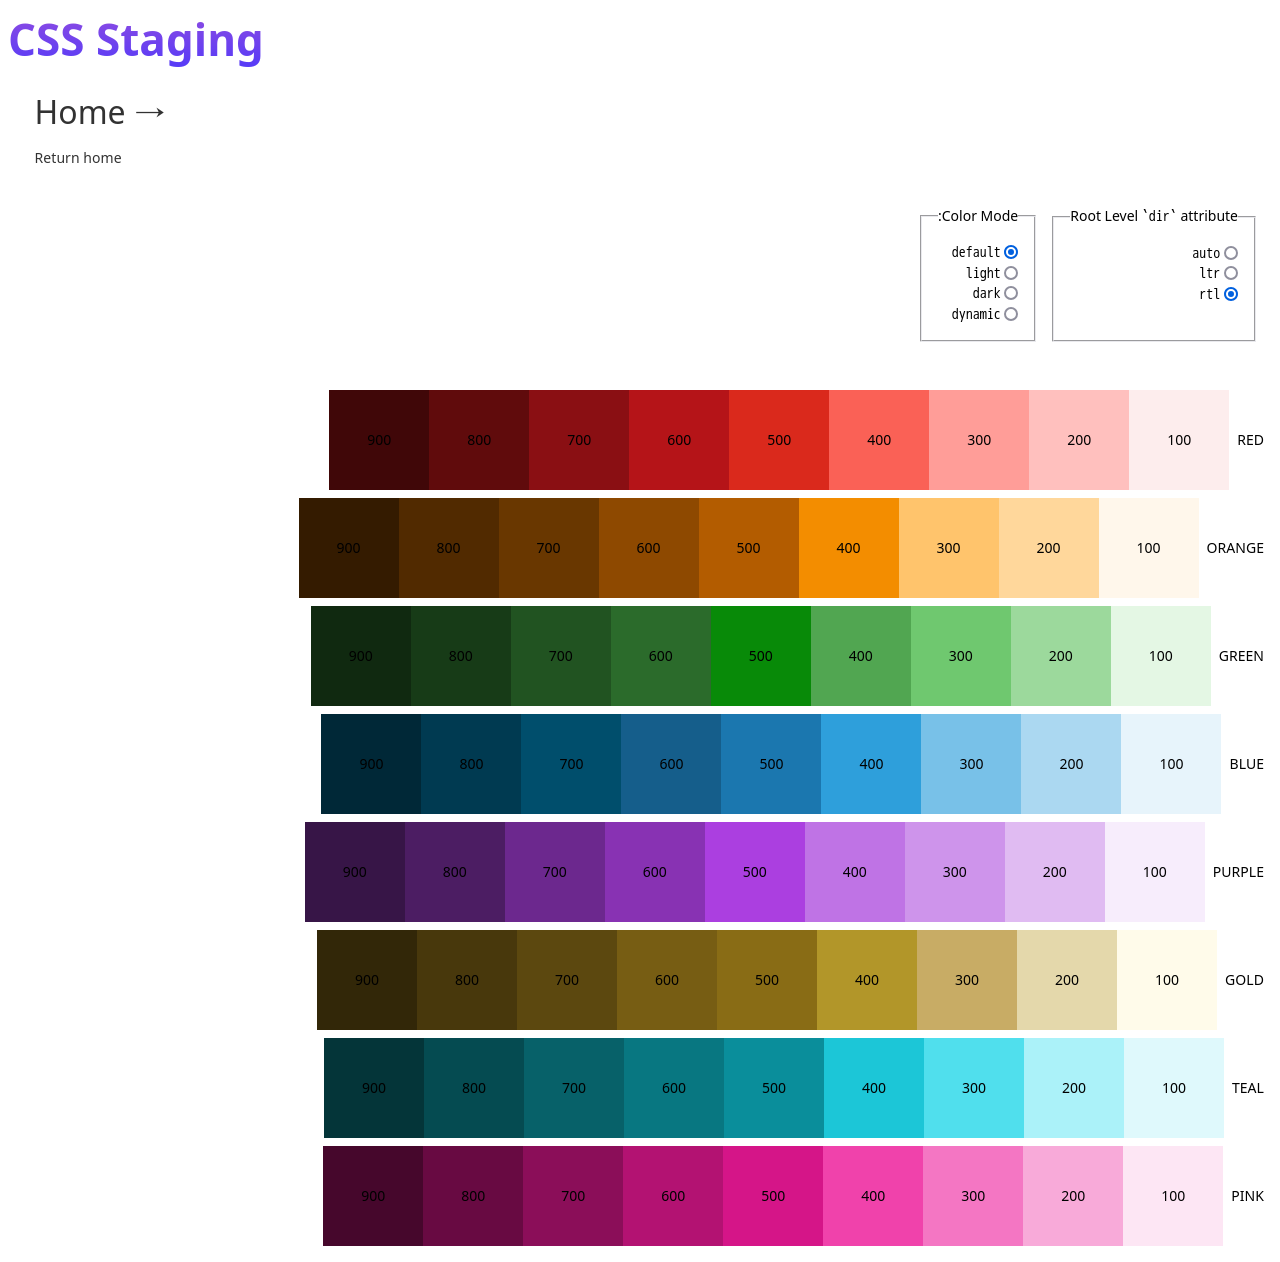 CSS Staging
Home →
Return home
:Color Mode
default
light
dark
dynamic
Root Level `dir` attribute
auto
ltr
rtl
900 800 700 600 500 400 300 200 100 RED
900 800 700 600 500 400 300 200 100 ORANGE
900 800 700 600 500 400 300 200 100 GREEN
900 800 700 600 500 400 300 200 100 BLUE
900 800 700 600 500 400 300 200 100 PURPLE
900 800 700 600 500 400 300 200 100 GOLD
900 800 700 600 500 400 300 200 100 TEAL
900 800 700 600 500 400 300 200 100 PINK